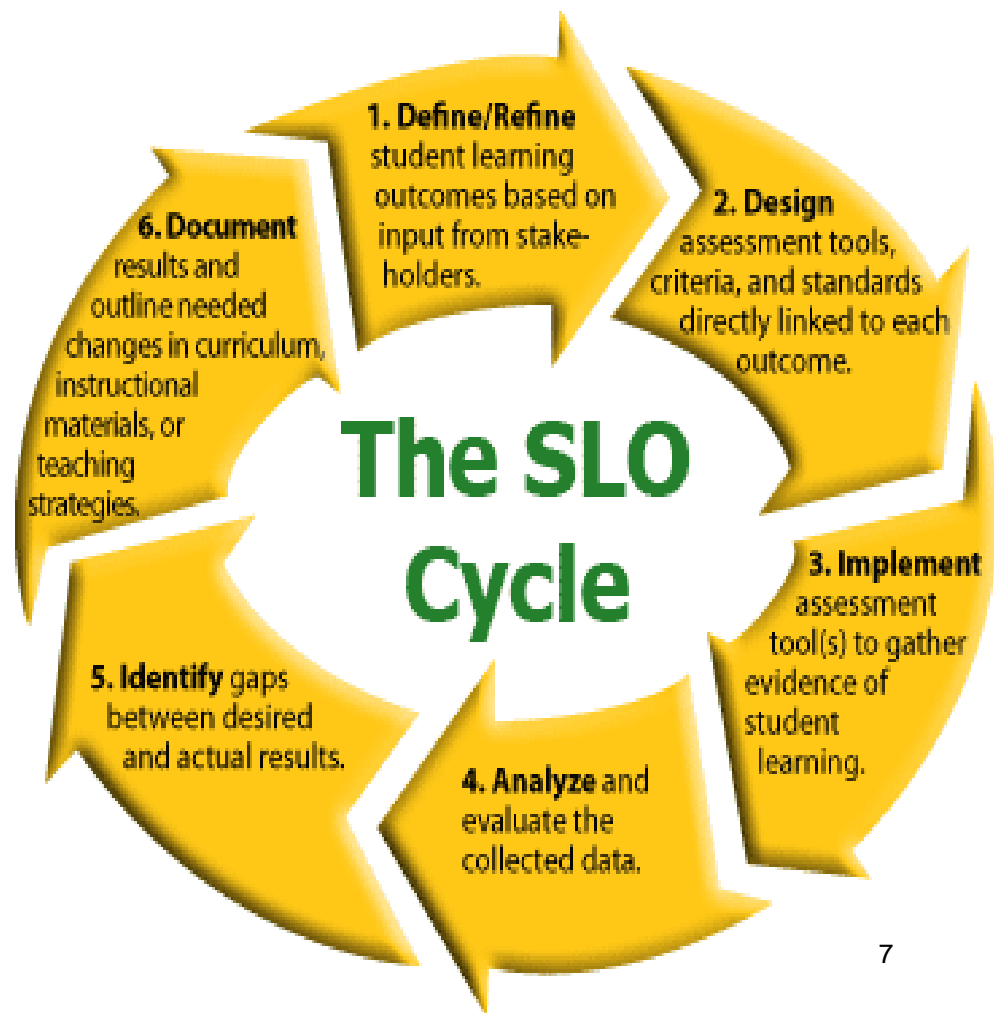 1. Define/Refine
student learning
outcomes based on
input from stake-
holders.
2. Design
assessment tools,
criteria, and standards
directly linked to each
outcome.
3. Implement
assessment
tool(s) to gather
evidence of
student
learning.
4. Analyze and
evaluate the
collected data.
5. Identify gaps
between desired
and actual results.
6. Document
results and
outline needed
changes in curriculum,
instructional
materials, or
teaching
strategies.
The SLO
Cycle
7